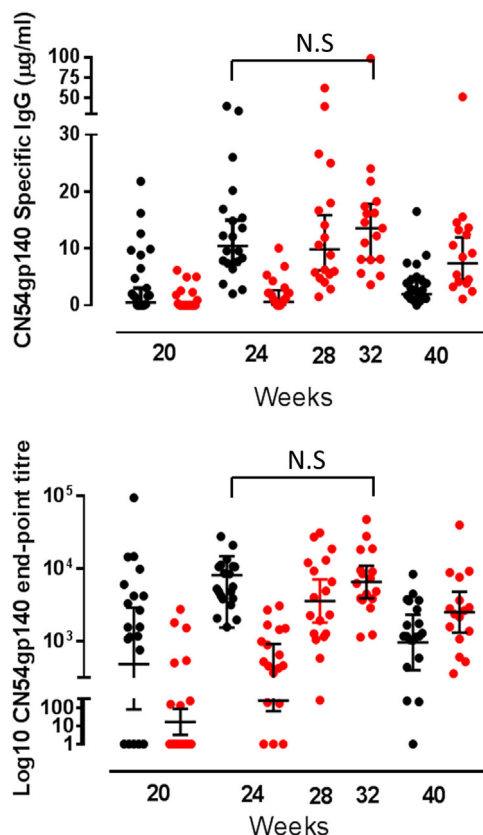 N.S
CN54gp140 Specific IgG (µg/ml)
100
75
50
30
20
10
0
20 24 28 32 40
Weeks
N.S
Log10 CN54gp140 end-point titre
10⁵
10⁴
10³
100
10
1
20 24 28 32 40
Weeks